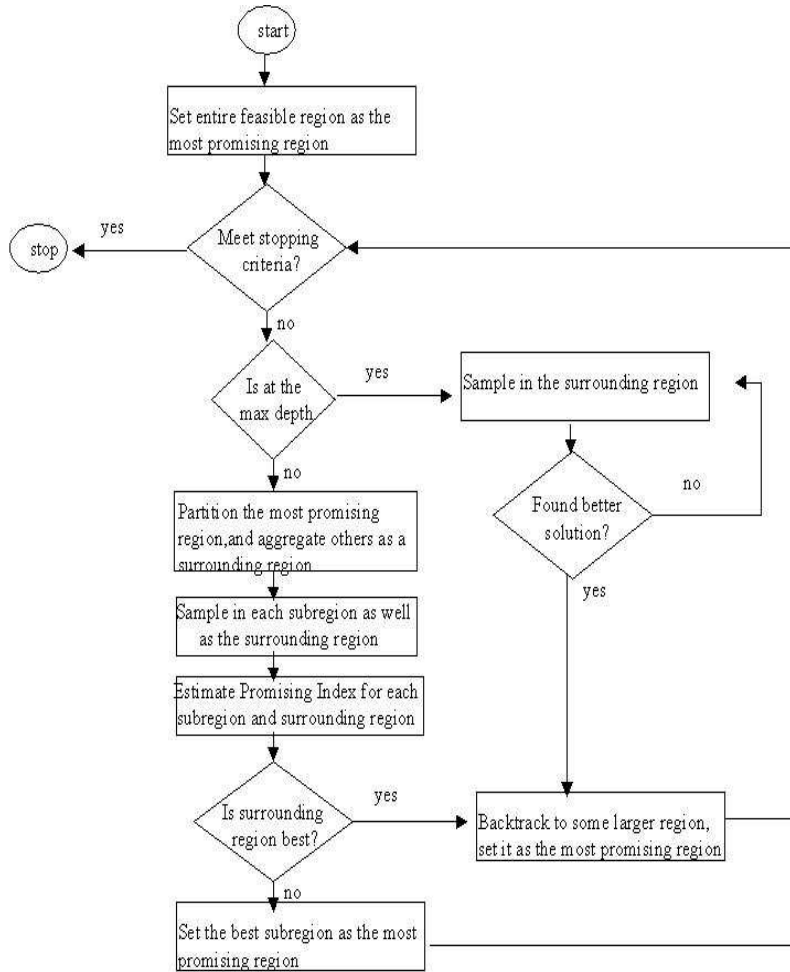 start
Set entire feasible region as the
most promising region
yes
stop
Meet stopping
criteria?
no
Is at the
max depth
yes
Sample in the surrounding region
no
Found better
solution?
yes
no
Partition the most promising
region,and aggregate others as a
surrounding region
Sample in each subregion as well
as the surrounding region
Estimate Promising Index for each
subregion and surrounding region
Is surrounding
region best?
yes
Backtrack to some larger region,
set it as the most promising region
no
Set the best subregion as the most
promising region